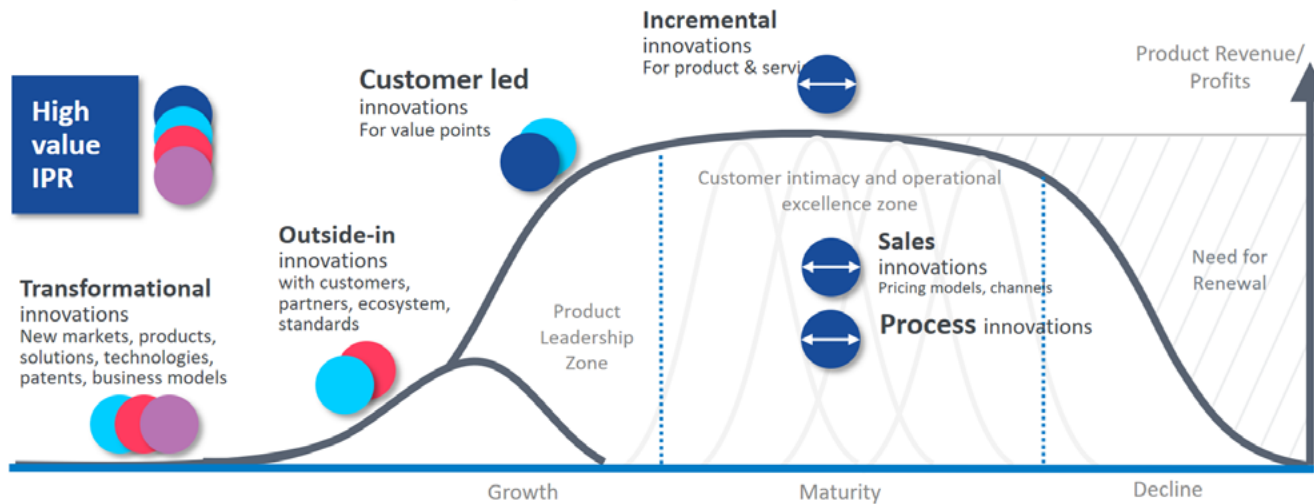 High
value
IPR
Transformational
innovations
New markets, products,
solutions, technologies,
patents, business models
Outside-in
innovations
with customers,
partners, ecosystem,
standards
Customer led
innovations
For value points
Incremental
innovations
For product & servi
Product Revenue/
Profits
Customer intimacy and operational
excellence zone
Sales
innovations
Pricing models, channels
Process innovations
Product
Leadership
Zone
Need for
Renewal
Growth
Maturity
Decline